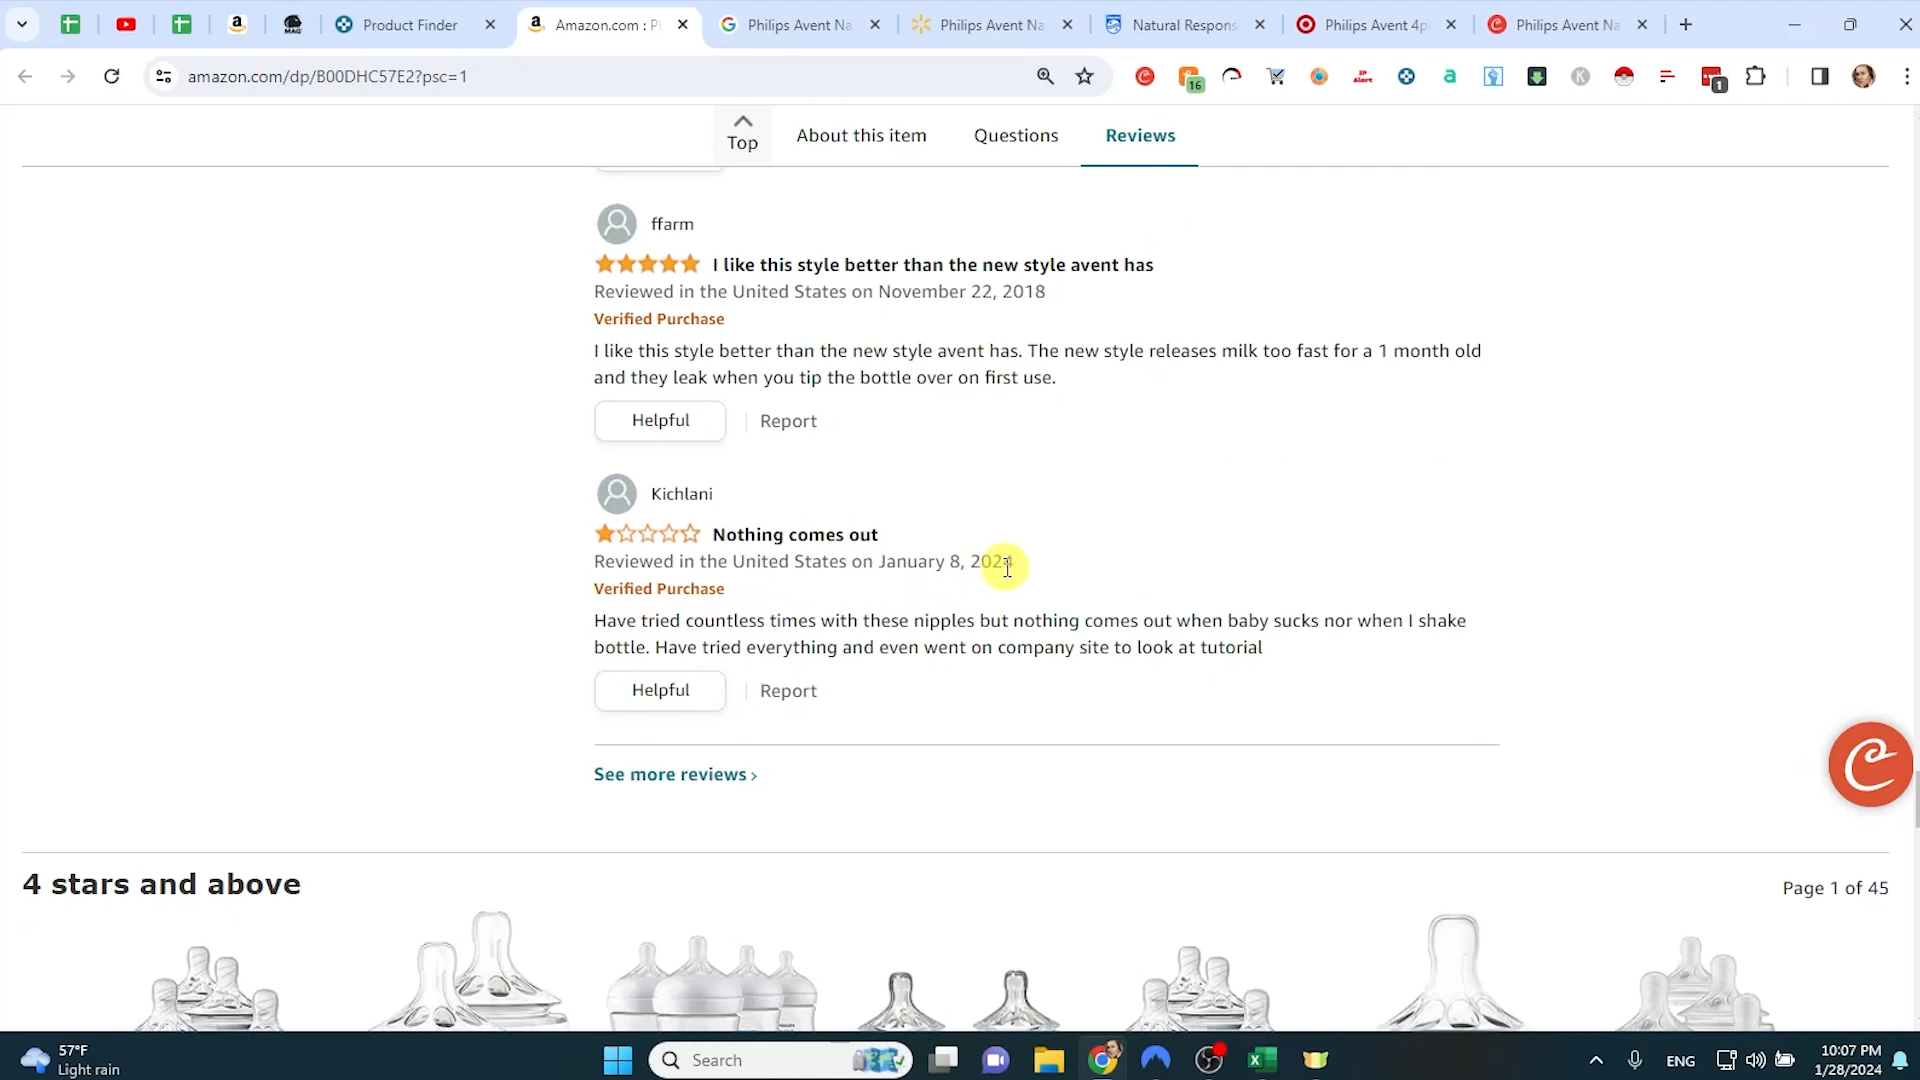 Product Finder
Amazon.com : P
Philips Avent Na
Philips Avent Na
Natural Respons
Philips Avent 4p
Philips Avent Na
amazon.com/dp/B00DHC57E2?psc=1
16
1
Top
About this item
Questions
Reviews
ffarm
I like this style better than the new style avent has
Reviewed in the United States on November 22, 2018
Verified Purchase
I like this style better than the new style avent has. The new style releases milk too fast for a 1 month old
and they leak when you tip the bottle over on first use.
Helpful
Report
Kichlani
Nothing comes out
Reviewed in the United States on January 8, 2024
Verified Purchase
Have tried countless times with these nipples but nothing comes out when baby sucks nor when I shake
bottle. Have tried everything and even went on company site to look at tutorial
Helpful
Report
See more reviews ›
4 stars and above
Page 1 of 45
57°F
Light rain
Search
ENG
10:07 PM
1/28/2024